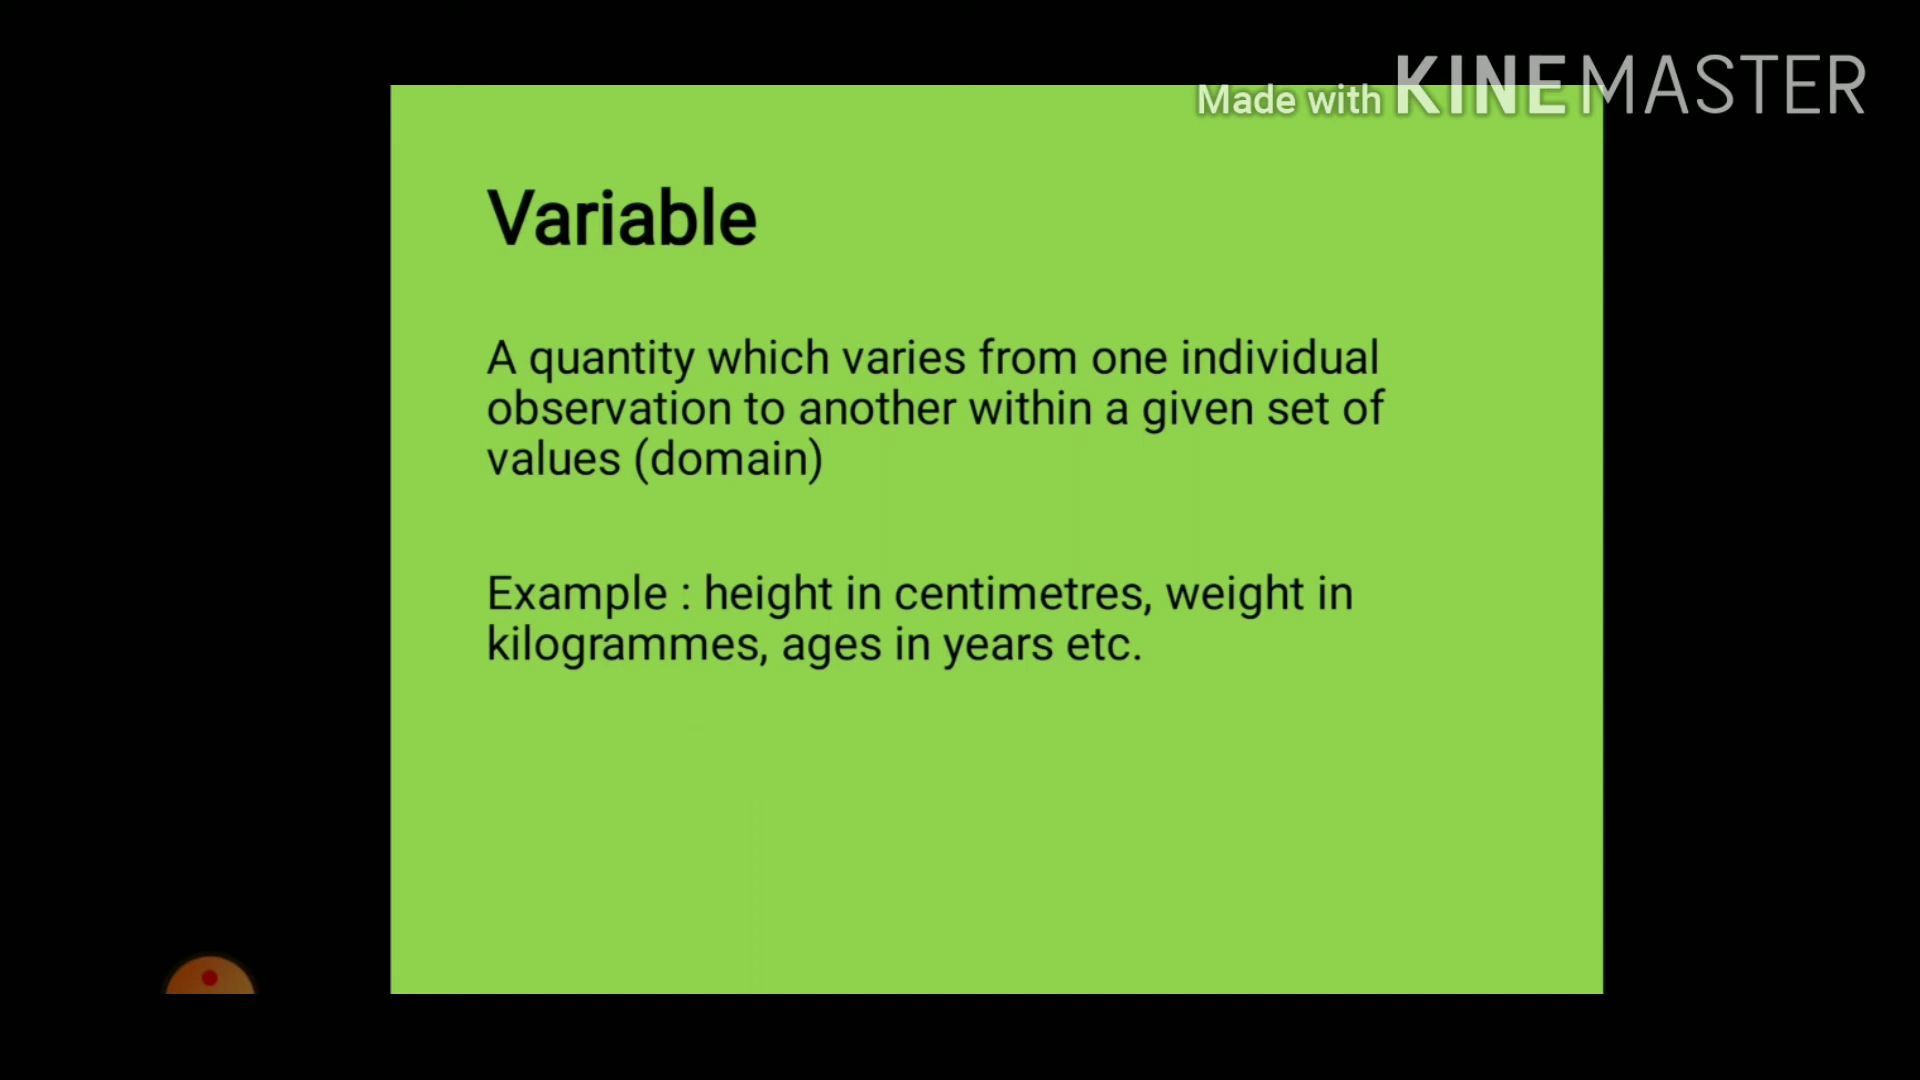 Made with KINEMASTER
Variable
A quantity which varies from one individual
observation to another within a given set of
values (domain)
Example : height in centimetres, weight in
kilogrammes, ages in years etc.